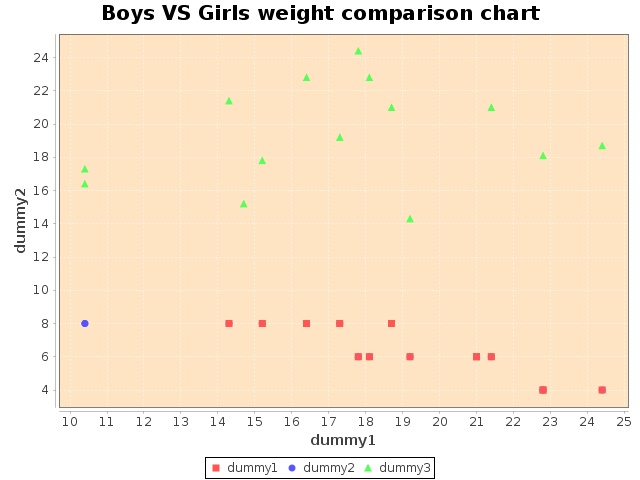 Boys VS Girls weight comparison chart
dummy2
24
22
20
18
16
14
12
10
8
6
4
10 11 12 13 14 15 16 17 18 19 20 21 22 23 24 25
dummy1
dummy1 dummy2 dummy3